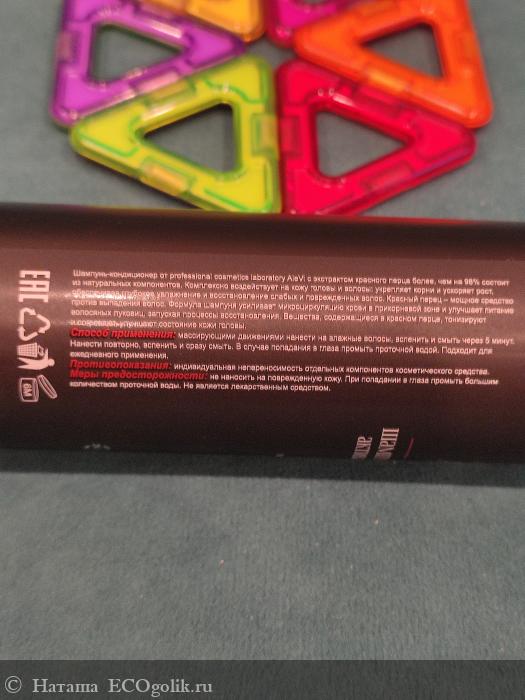 Шампунь-кондиционер от professional cosmetics laboratory AleVi с экстрактом красного перца более, чем на 98% состоит
из натуральных компонентов. Комплексно воздействует на кожу головы и волосы: укрепляет корни и ускоряет рост,
обеспечивает глубокое увлажнение и восстановление слабых и поврежденных волос. Красный перец – мощное средство
против выпадения волос. Формула шампуня усиливает микроциркуляцию крови в прикорневой зоне и улучшает питание
волосяных луковиц, запуская процессы восстановления. Вещества, содержащиеся в красном перце, тонизируют
и согревают, улучшают состояние кожи головы.
Способ применения: массирующими движениями нанести на влажные волосы, вспенить и смыть через 5 минут.
Нанести повторно, вспенить и сразу смыть. В случае попадания в глаза промыть проточной водой. Подходит для
ежедневного применения.
Противопоказания: индивидуальная непереносимость отдельных компонентов косметического средства.
Меры предосторожности: не наносить на поврежденную кожу. При попадании в глаза промыть большим
количеством проточной воды. Не является лекарственным средством.
EAC
6M
© Наташа ECOgolik.ru